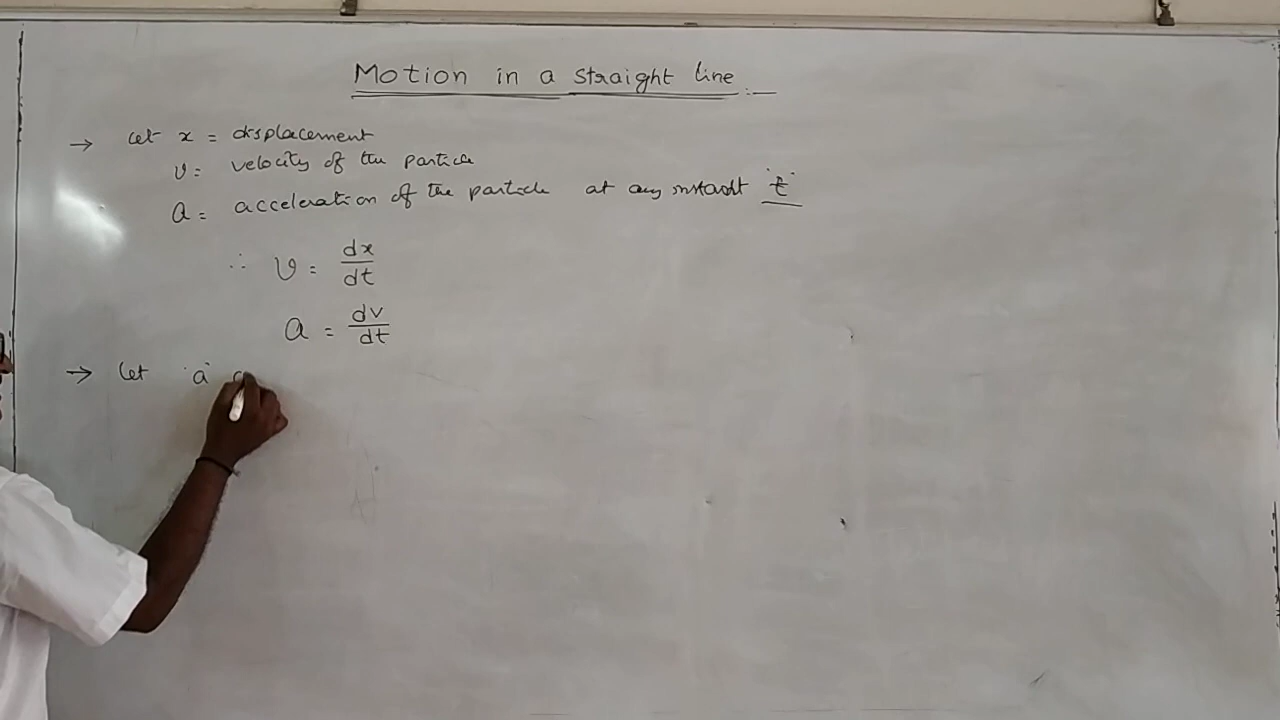 Motion in a straight line :—
→ Let x = displacement
v = velocity of the particle
a = acceleration of the particle at any instant 't'
∴ v = dx/dt
a = dv/dt
→ Let 'a'